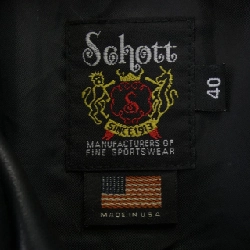 Schott
S
SINCE 1913
MANUFACTURERS OF
FINE SPORTSWEAR
40
MADE IN USA